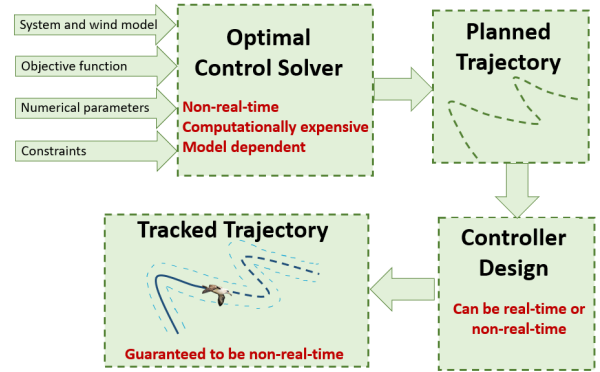 System and wind model
Objective function
Numerical parameters
Constraints
Optimal
Control Solver
Non-real-time
Computationally expensive
Model dependent
Planned
Trajectory
Controller
Design
Can be real-time or
non-real-time
Tracked Trajectory
Guaranteed to be non-real-time